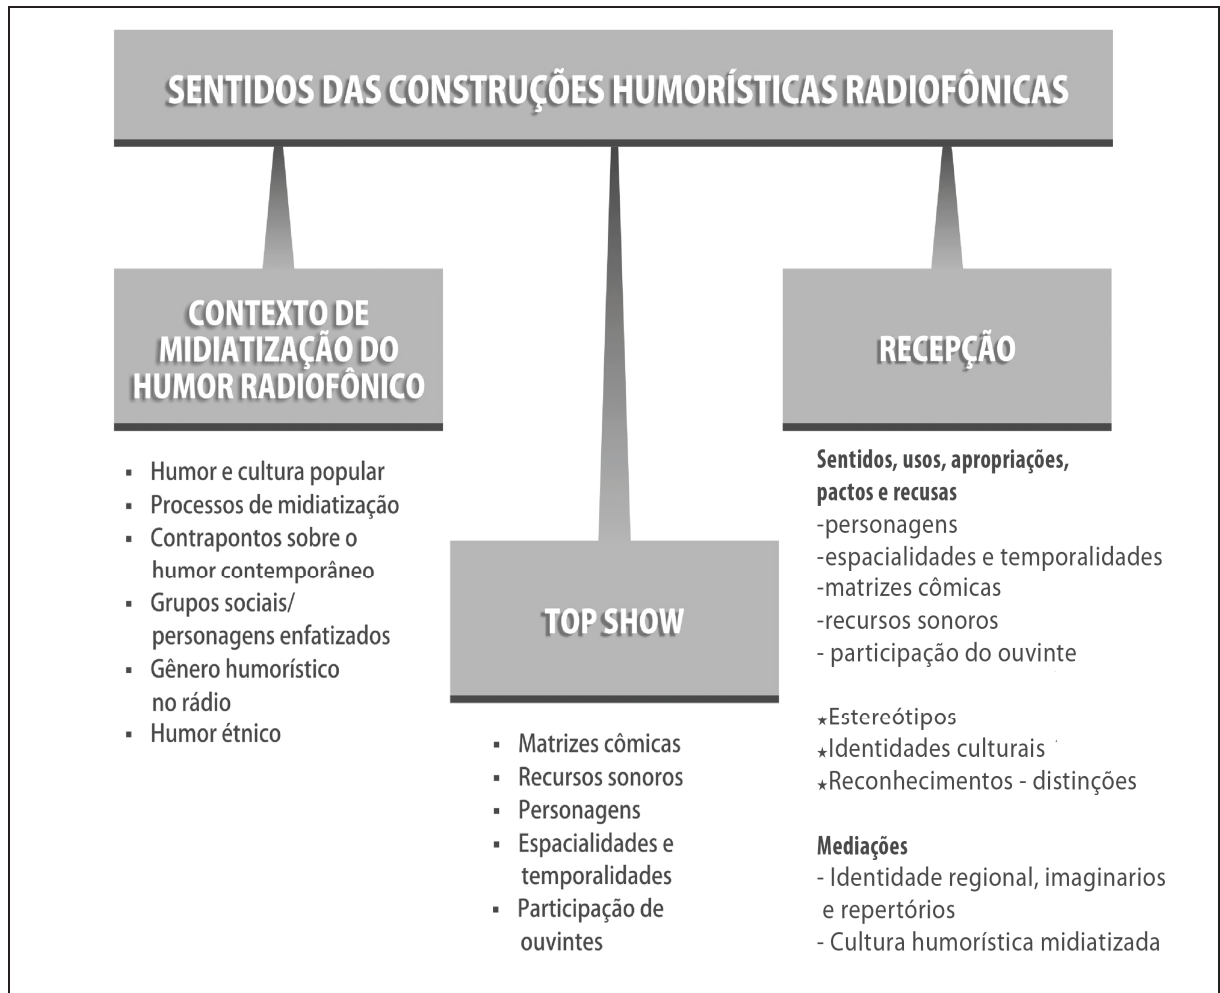 SENTIDOS DAS CONSTRUÇÕES HUMORÍSTICAS RADIOFÔNICAS
CONTEXTO DE
MIDIATIZAÇÃO DO
HUMOR RADIOFÔNICO
▪ Humor e cultura popular
▪ Processos de midiatização
▪ Contrapontos sobre o
humor contemporâneo
▪ Grupos sociais/
personagens enfatizados
▪ Gênero humorístico
no rádio
▪ Humor étnico
TOP SHOW
▪ Matrizes cômicas
▪ Recursos sonoros
▪ Personagens
▪ Espacialidades e
temporalidades
▪ Participação de
ouvintes
RECEPÇÃO
Sentidos, usos, apropriações,
pactos e recusas
-personagens
-espacialidades e temporalidades
-matrizes cômicas
-recursos sonoros
- participação do ouvinte
★Estereótipos
★Identidades culturais
★Reconhecimentos - distinções
Mediações
- Identidade regional, imaginarios
e repertórios
- Cultura humorística midiatizada